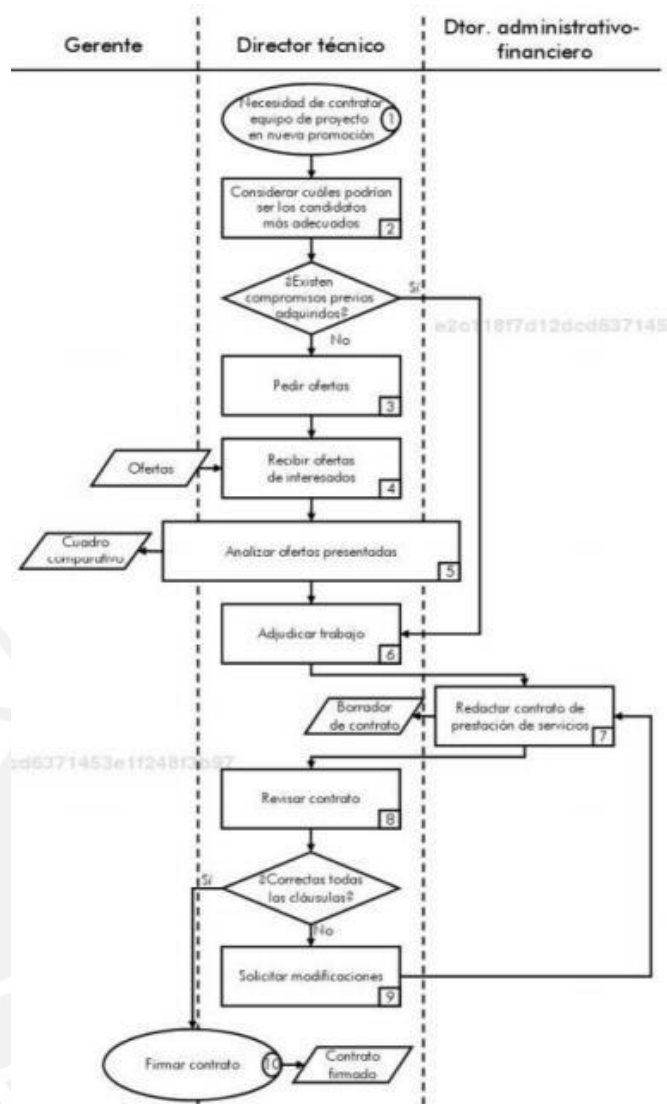 Gerente
Director técnico
Dtor. administrativo-
financiero
Necesidad de contratar
equipo de proyecto
en nueva promoción
1
Considerar cuáles podrían
ser los candidatos
más adecuados
2
¿Existen
compromisos previos
adquiridos?
Sí
No
Pedir ofertas
3
Ofertas
Recibir ofertas
de interesados
4
Cuadro
comparativo
Analizar ofertas presentadas
5
Adjudicar trabajo
6
Borrador
de contrato
Redactar contrato de
prestación de servicios
7
Revisar contrato
8
Sí
¿Correctas todas
las cláusulas?
No
Solicitar modificaciones
9
Firmar contrato
10
Contrato
firmado